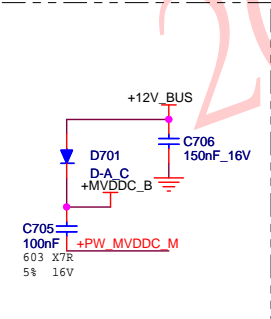 +12V_BUS
C706
150nF_16V
D701
D-A_C
+MVDDC_B
C705
100nF
+PW_MVDDC_M
603 X7R
5% 16V